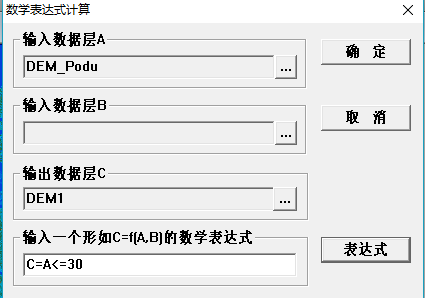 数学表达式计算
输入数据层A
DEM_Podu
...
确 定
输入数据层B
...
取 消
输出数据层C
DEM1
...
输入一个形如C=f(A,B)的数学表达式
C=A<=30
表达式